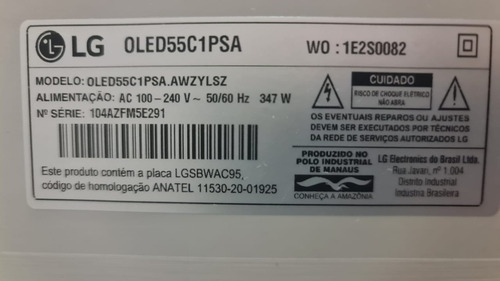 LG OLED55C1PSA WO : 1E2S0082
MODELO: OLED55C1PSA.AWZYLSZ
ALIMENTAÇÃO: AC 100-240 V ~ 50/60 Hz 347 W
Nº SÉRIE: 104AZFM5E291
Este produto contém a placa LGSBWAC95,
código de homologação ANATEL 11530-20-01925
CUIDADO
RISCO DE CHOQUE ELÉTRICO
NÃO ABRA
OS EVENTUAIS REPAROS OU AJUSTES
DEVEM SER EXECUTADOS POR TÉCNICOS
DA REDE DE SERVIÇOS AUTORIZADOS LG
PRODUZIDO NO
POLO INDUSTRIAL
DE MANAUS
CONHEÇA A AMAZÔNIA
LG Electronics do Brasil Ltda.
Rua Javari, nº 1.004
Distrito Industrial
Indústria Brasileira